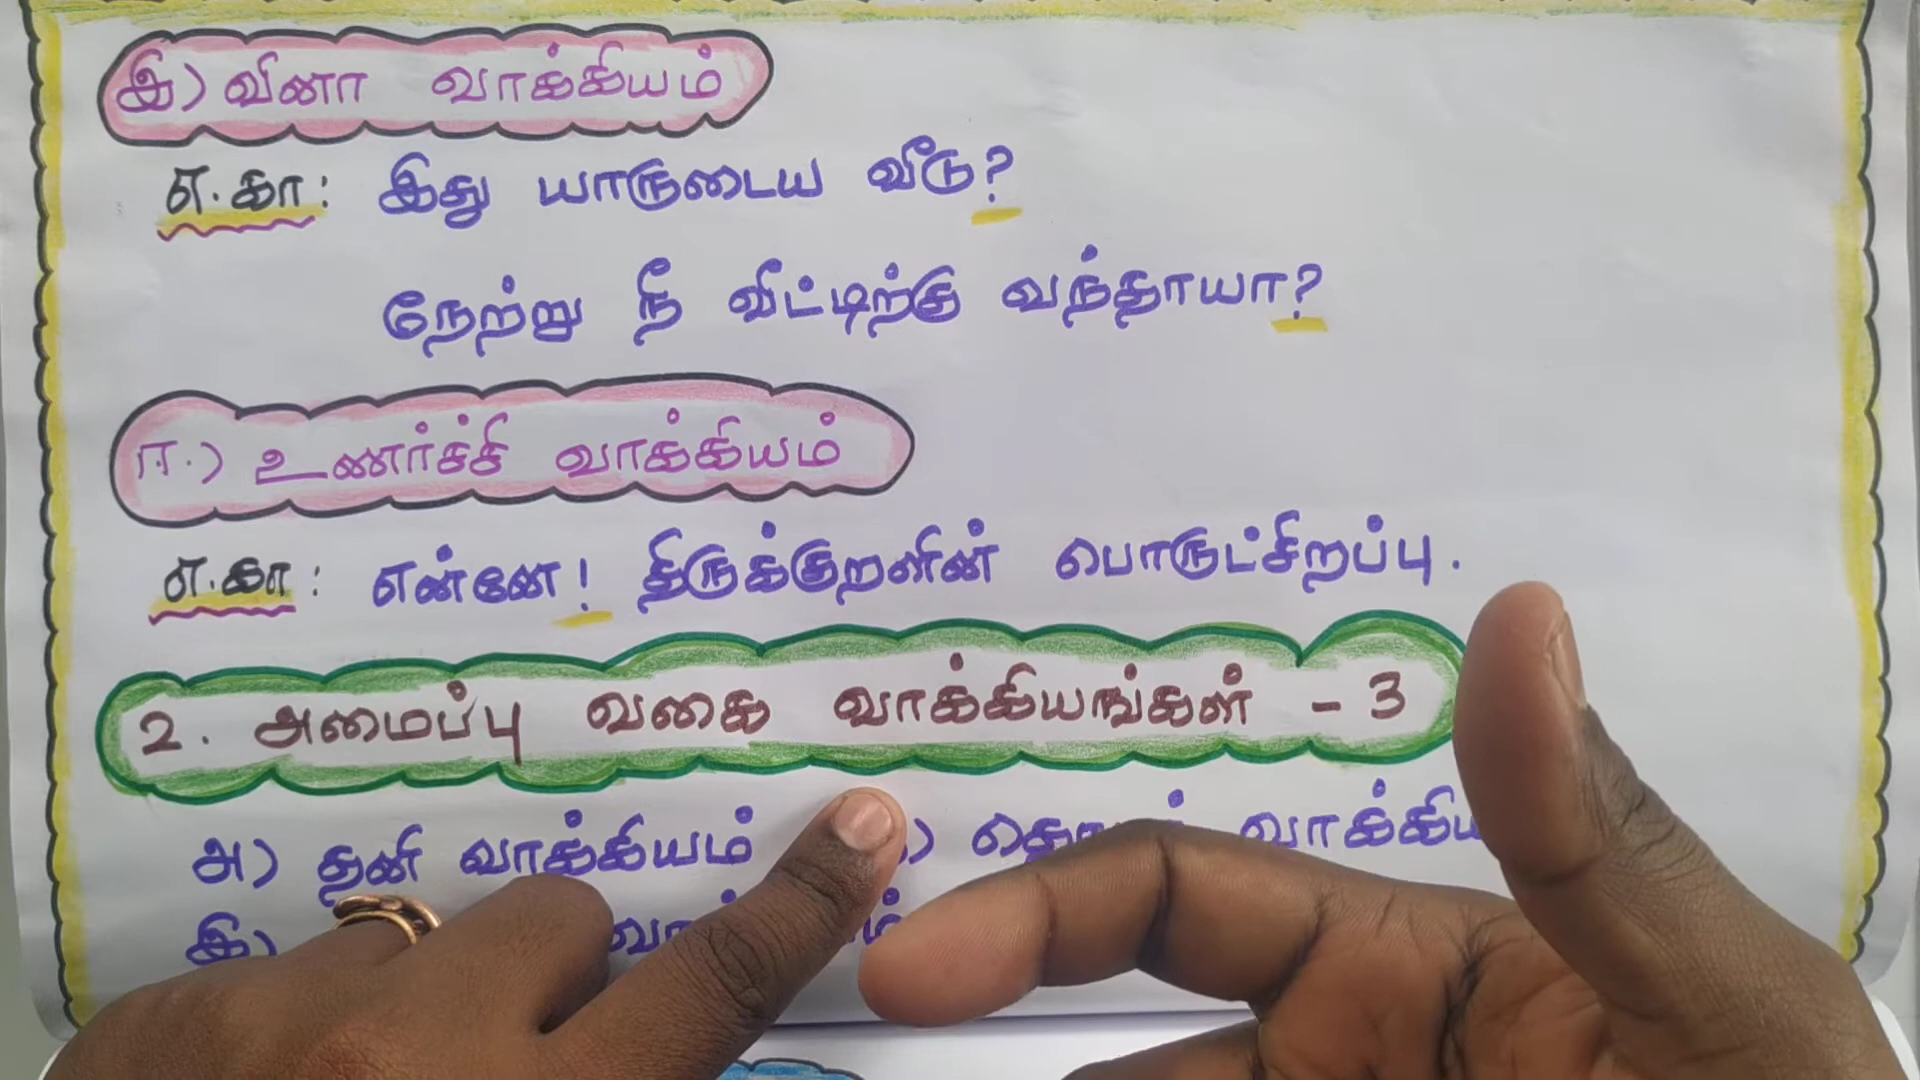 இ) வினா வாக்கியம்
எ.கா: இது யாருடைய வீடு?
நேற்று நீ வீட்டிற்கு வந்தாயா?
ஈ) உணர்ச்சி வாக்கியம்
எ.கா: என்னே! திருக்குறளின் பொருட்சிறப்பு.
2. அமைப்பு வகை வாக்கியங்கள் - 3
அ) தனி வாக்கியம்
இ)